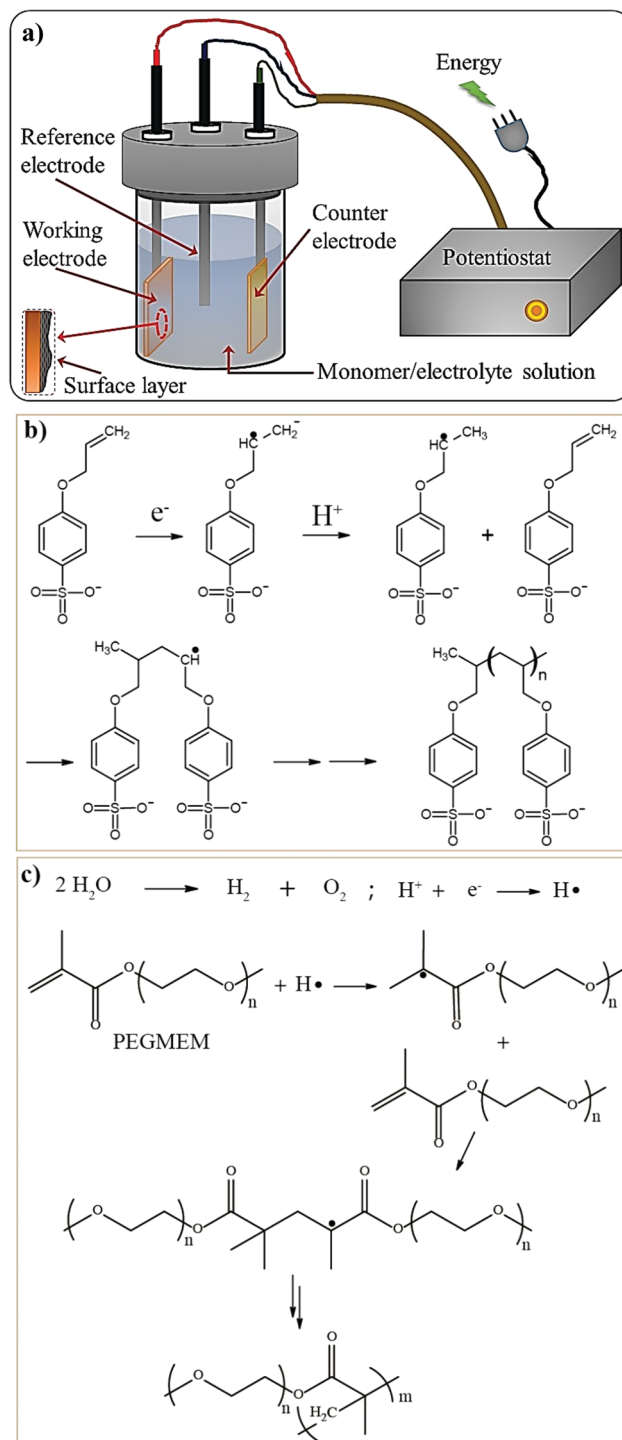 a)
Energy
Reference
electrode
Counter
electrode
Working
electrode
Potentiostat
Surface layer
Monomer/electrolyte solution
b)
CH₂
HC• CH₂⁻
HC• CH₃
CH₂
O O O O
e⁻ H⁺ +
O=S–O⁻ O=S–O⁻ O=S–O⁻ O=S–O⁻
O O O O
H₃C CH• H₃C ( )n
O O O O
O=S–O⁻ O=S–O⁻ O=S–O⁻ O=S–O⁻
O O O O
c)
2 H₂O ⟶ H₂ + O₂ ; H⁺ + e⁻ ⟶ H•
O ( O )n + H• ⟶ • O ( O )n
O O
PEGMEM
+
O ( O )n
O
O O
( O )n O • O ( O )n
O
( O )n O ( H₂C )m